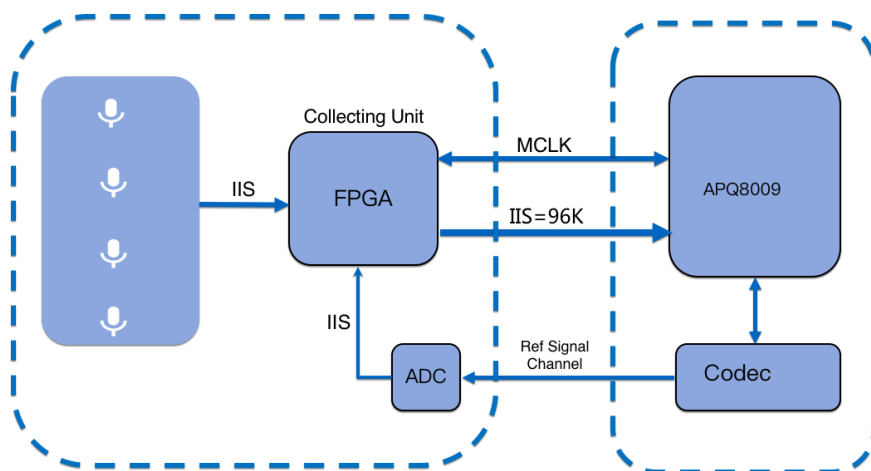 Collecting Unit
MCLK
IIS
FPGA
APQ8009
IIS=96K
IIS
Ref Signal
Channel
ADC
Codec